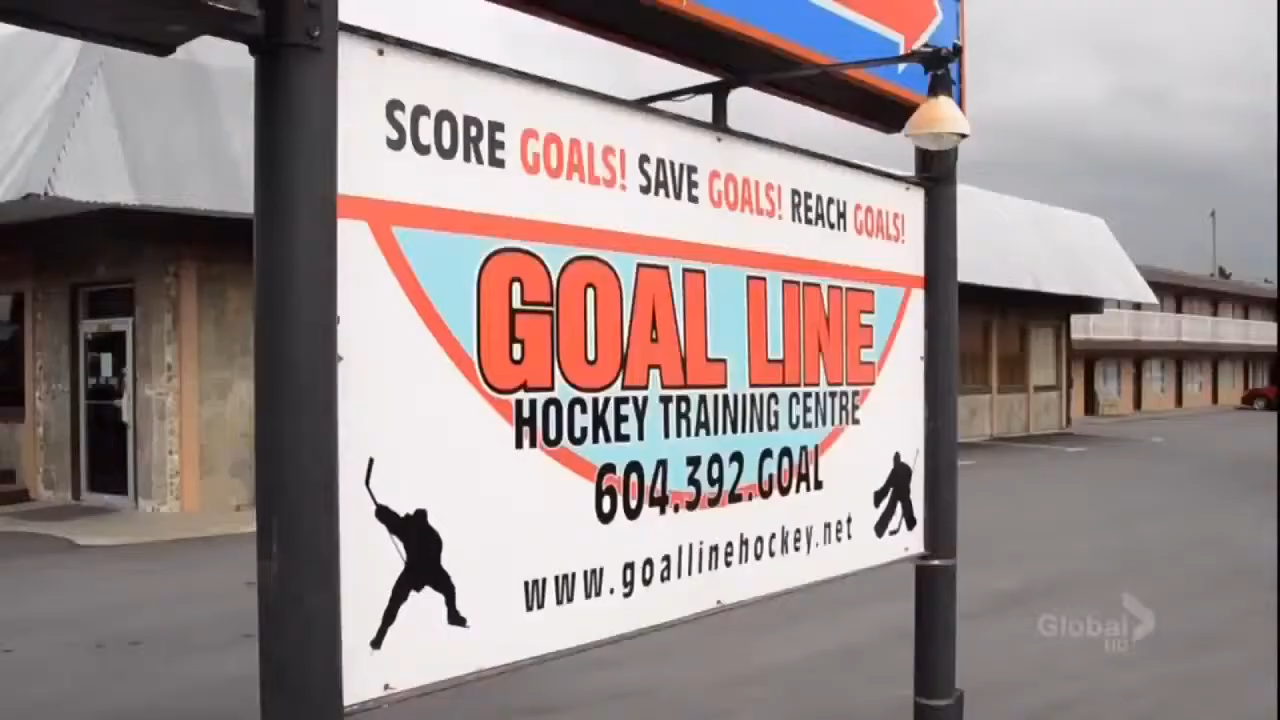 SCORE GOALS! SAVE GOALS! REACH GOALS!
GOAL LINE
HOCKEY TRAINING CENTRE
604.392.GOAL
www.goallinehockey.net
Global
HD